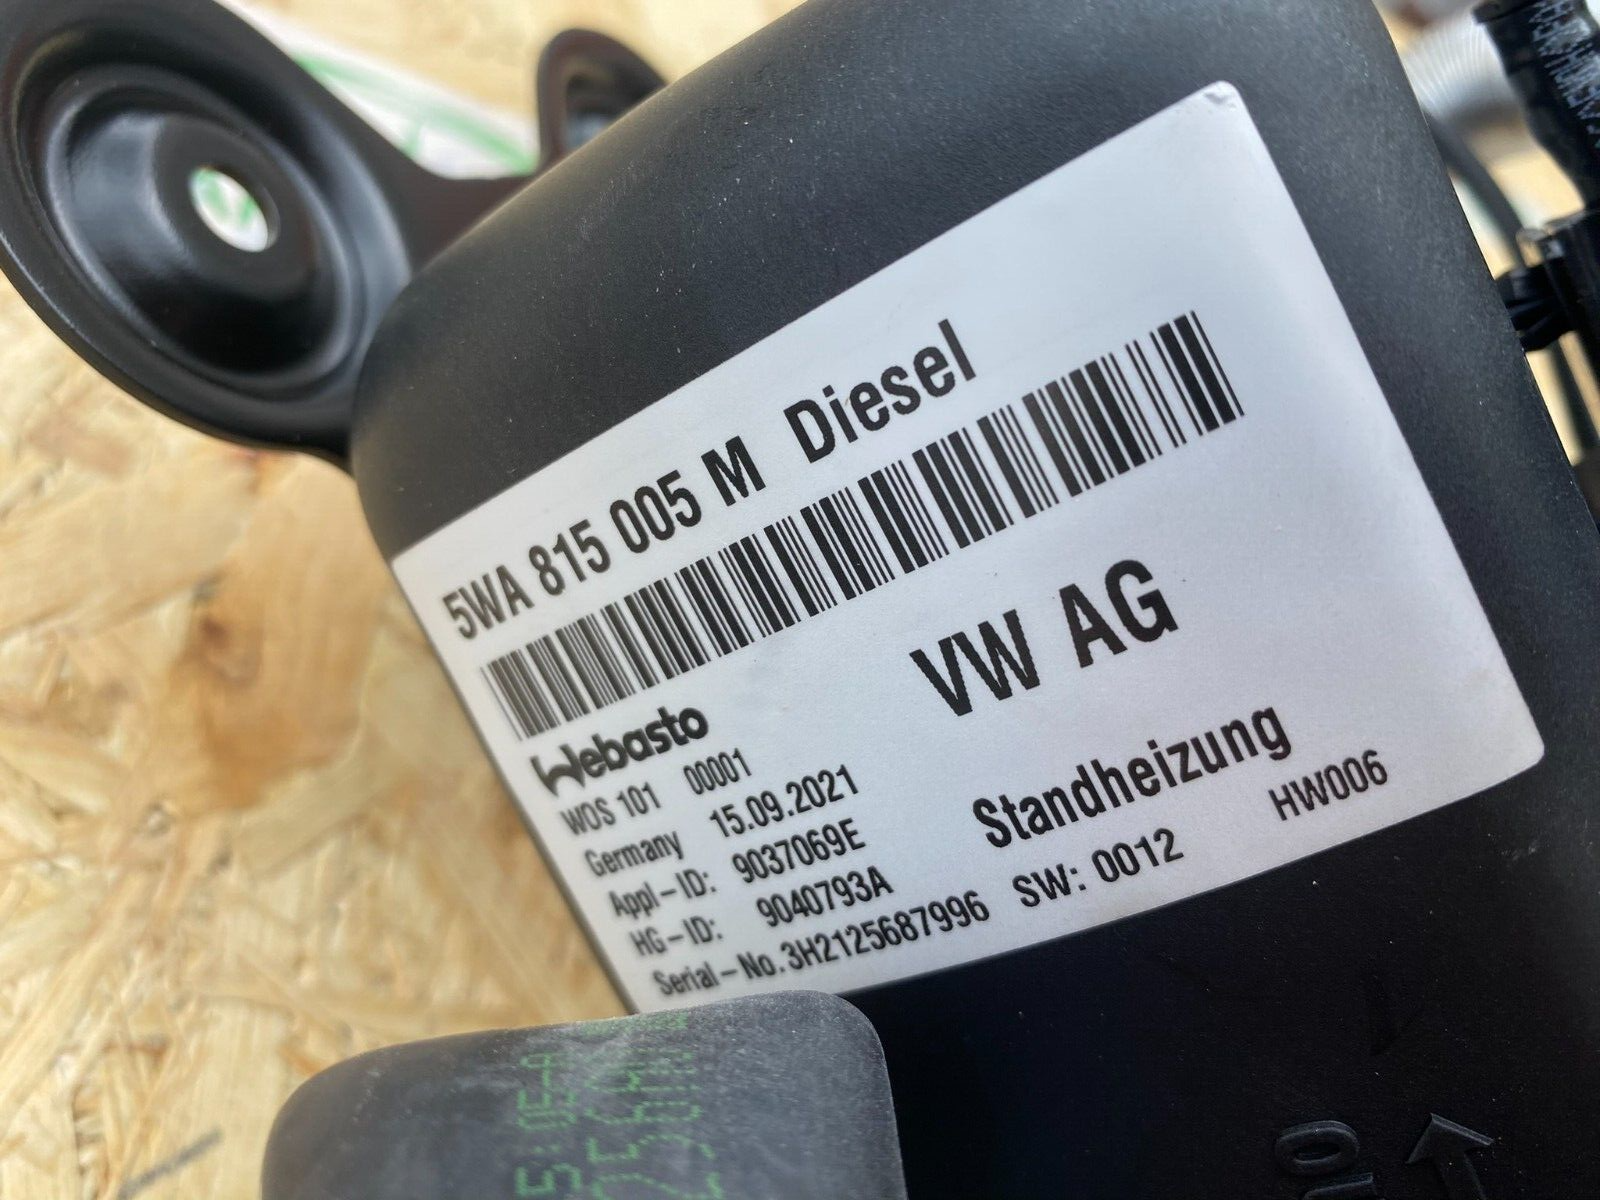 5WA 815 005 M Diesel
VW AG
Webasto
WOS 101 00001
Germany 15.09.2021
Standheizung
Appl-ID: 9037069E
HG-ID: 9040793A
HW006
Serial-No. 3H2125687996 SW: 0012